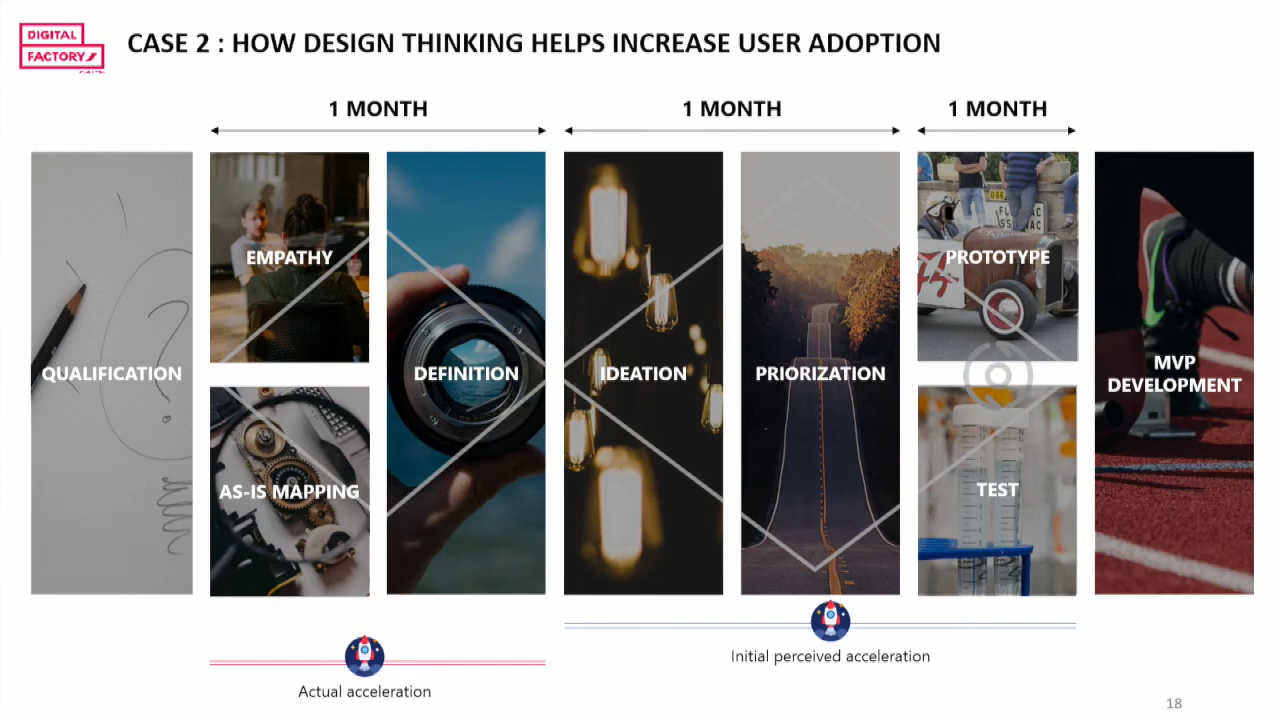 DIGITAL
FACTORY
CASE 2 : HOW DESIGN THINKING HELPS INCREASE USER ADOPTION
1 MONTH
1 MONTH
1 MONTH
QUALIFICATION
EMPATHY
AS-IS MAPPING
DEFINITION
IDEATION
PRIORIZATION
PROTOTYPE
TEST
MVP
DEVELOPMENT
Initial perceived acceleration
Actual acceleration
18